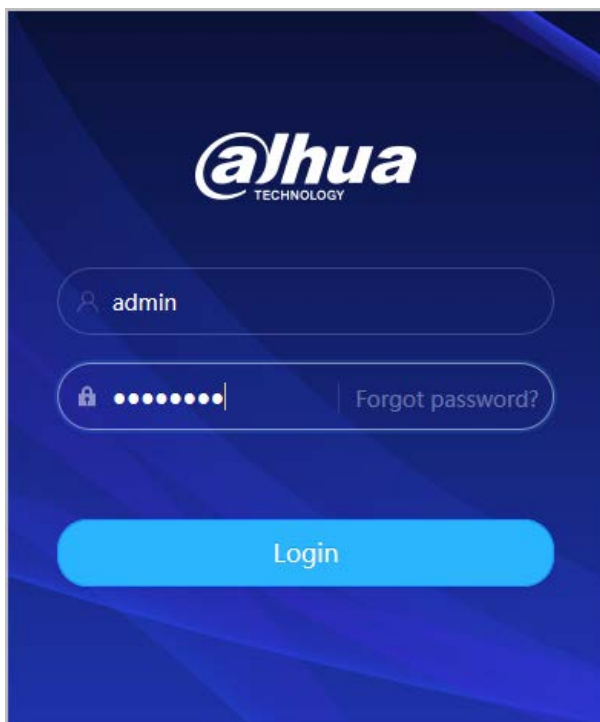 alhua
TECHNOLOGY
admin
•••••••••
Forgot password?
Login